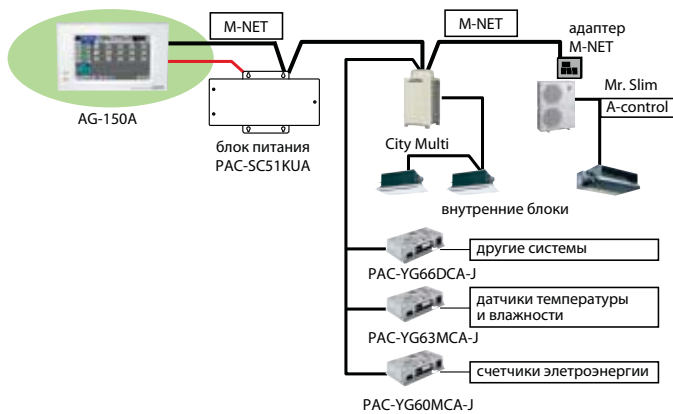 M-NET
M-NET
адаптер
M-NET
AG-150A
блок питания
PAC-SC51KUA
City Multi
Mr. Slim
A-control
внутренние блоки
другие системы
PAC-YG66DCA-J
датчики температуры
и влажности
PAC-YG63MCA-J
счетчики элетроэнергии
PAC-YG60MCA-J